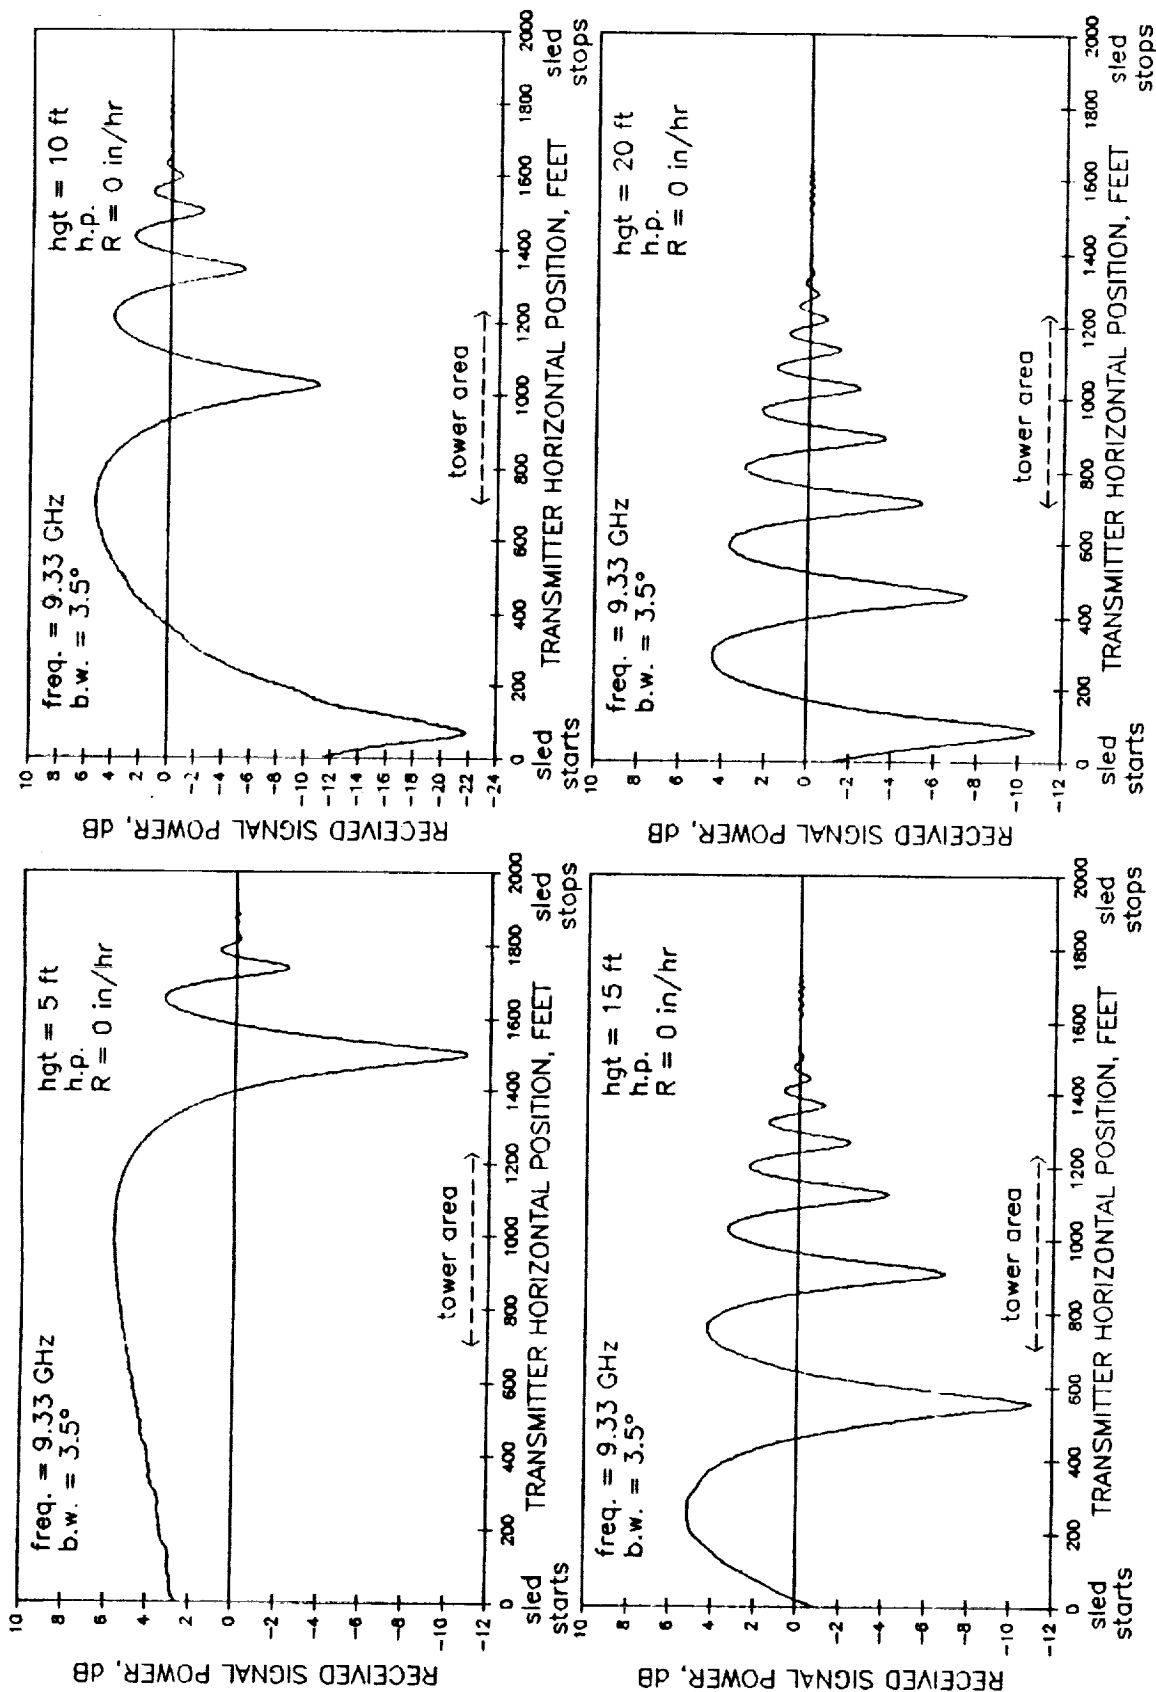 freq. = 9.33 GHz
b.w. = 3.5°
hgt = 5 ft
h.p.
R = 0 in/hr
RECEIVED SIGNAL POWER, dB
10
8
6
4
2
0
-2
-4
-6
-8
-10
-12
tower area
0 200 400 600 800 1000 1200 1400 1600 1800 2000
sled starts
TRANSMITTER HORIZONTAL POSITION, FEET
sled stops
freq. = 9.33 GHz
b.w. = 3.5°
hgt = 10 ft
h.p.
R = 0 in/hr
RECEIVED SIGNAL POWER, dB
10
8
6
4
2
0
-2
-4
-6
-8
-10
-12
-14
-16
-18
-20
-22
-24
tower area
0 200 400 600 800 1000 1200 1400 1600 1800 2000
sled starts
TRANSMITTER HORIZONTAL POSITION, FEET
sled stops
freq. = 9.33 GHz
b.w. = 3.5°
hgt = 15 ft
h.p.
R = 0 in/hr
RECEIVED SIGNAL POWER, dB
10
8
6
4
2
0
-2
-4
-6
-8
-10
-12
tower area
0 200 400 600 800 1000 1200 1400 1600 1800 2000
sled starts
TRANSMITTER HORIZONTAL POSITION, FEET
sled stops
freq. = 9.33 GHz
b.w. = 3.5°
hgt = 20 ft
h.p.
R = 0 in/hr
RECEIVED SIGNAL POWER, dB
10
8
6
4
2
0
-2
-4
-6
-8
-10
-12
tower area
0 200 400 600 800 1000 1200 1400 1600 1800 2000
sled starts
TRANSMITTER HORIZONTAL POSITION, FEET
sled stops